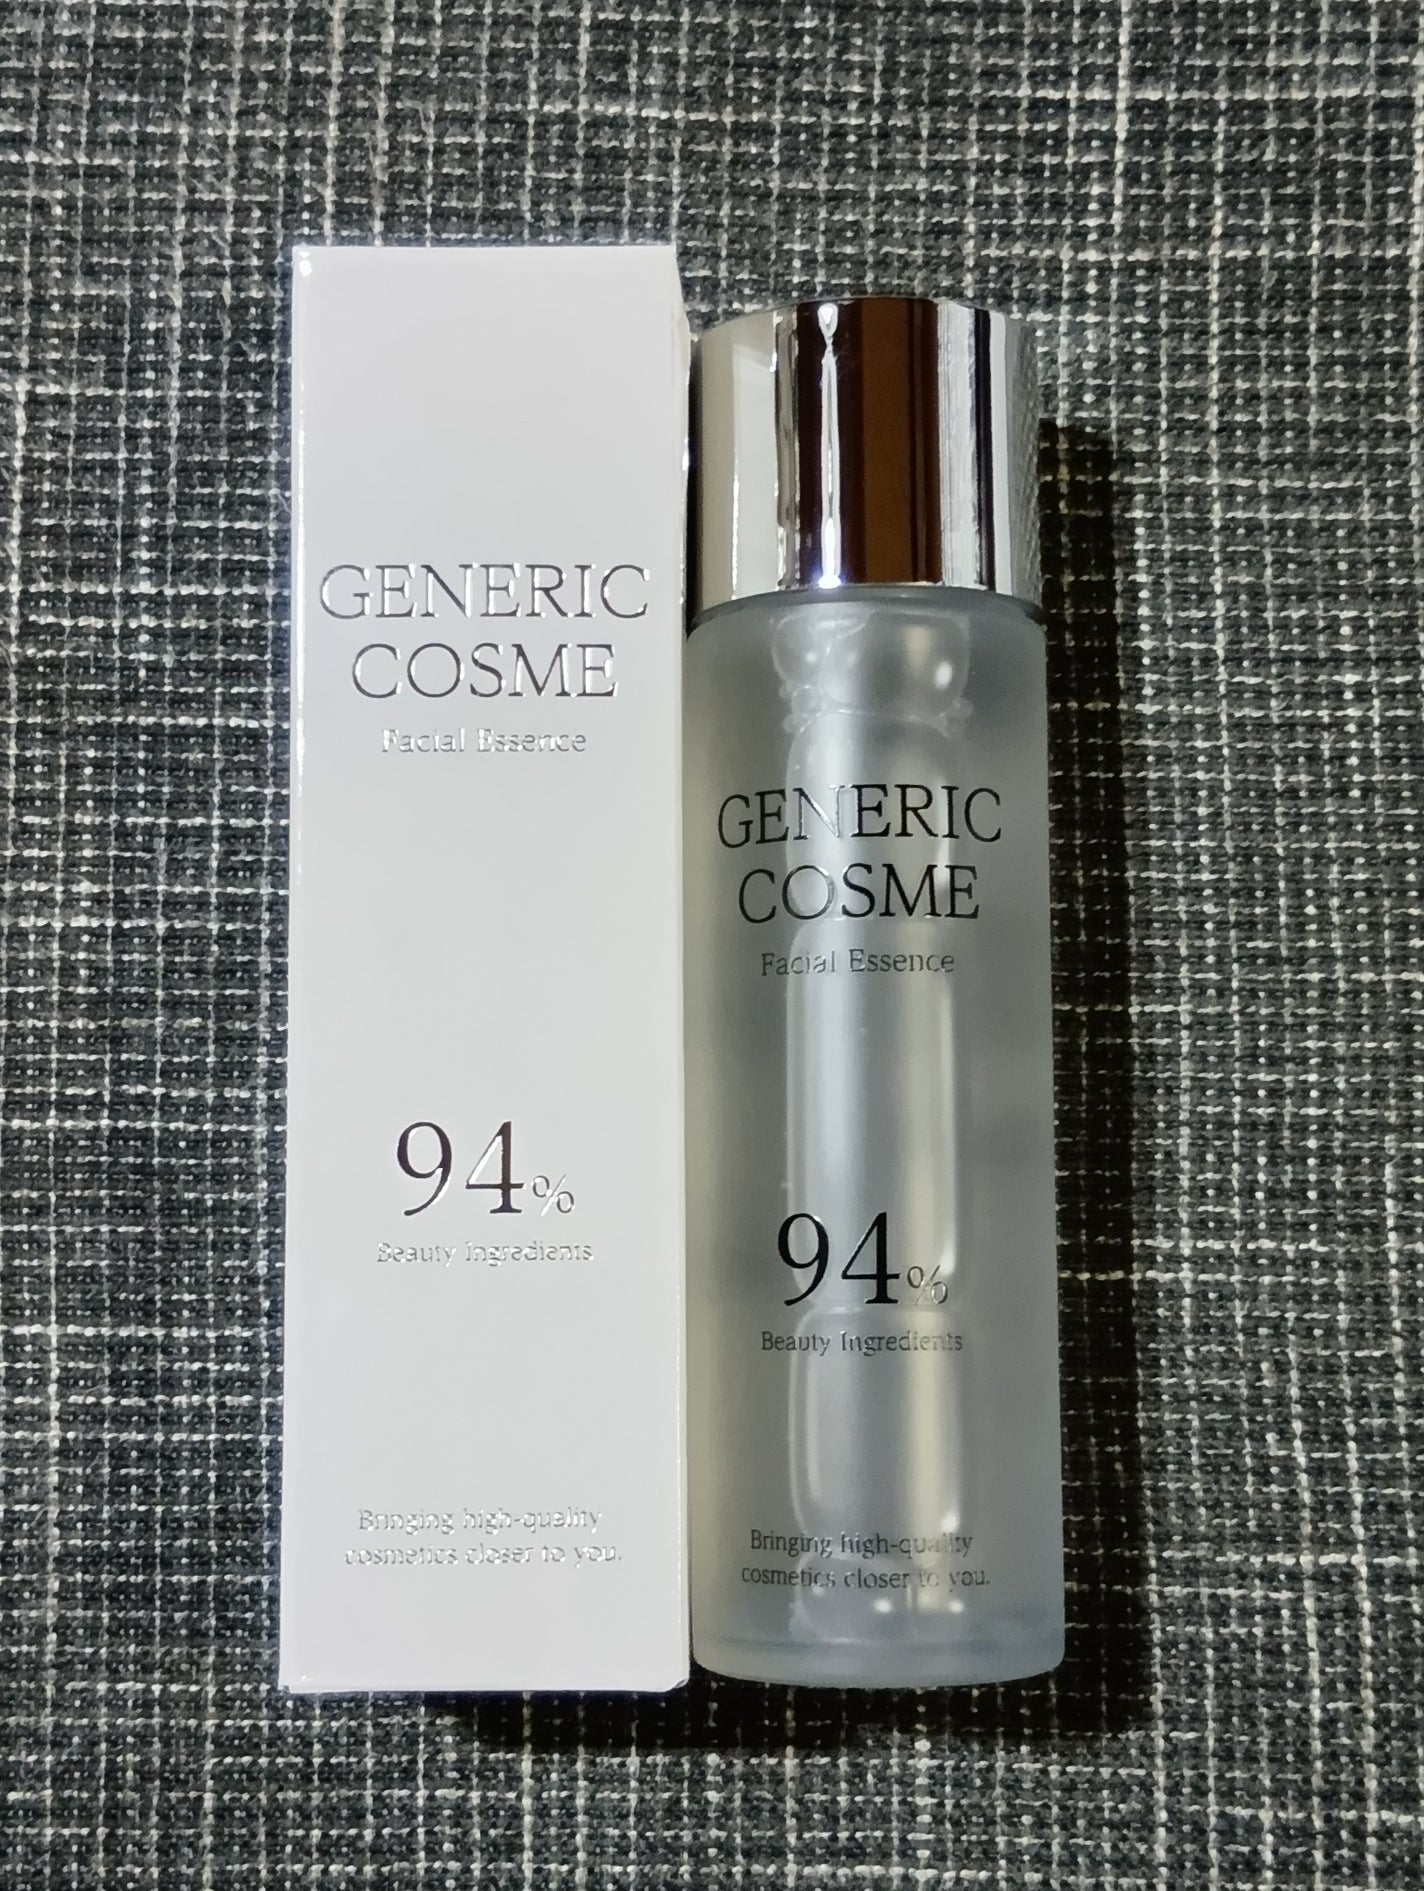 GENERIC
COSME
Facial Essence
94%
Beauty Ingredients
Bringing high-quality
cosmetics closer to you.
GENERIC
COSME
Facial Essence
94%
Beauty Ingredients
Bringing high-quality
cosmetics closer to you.